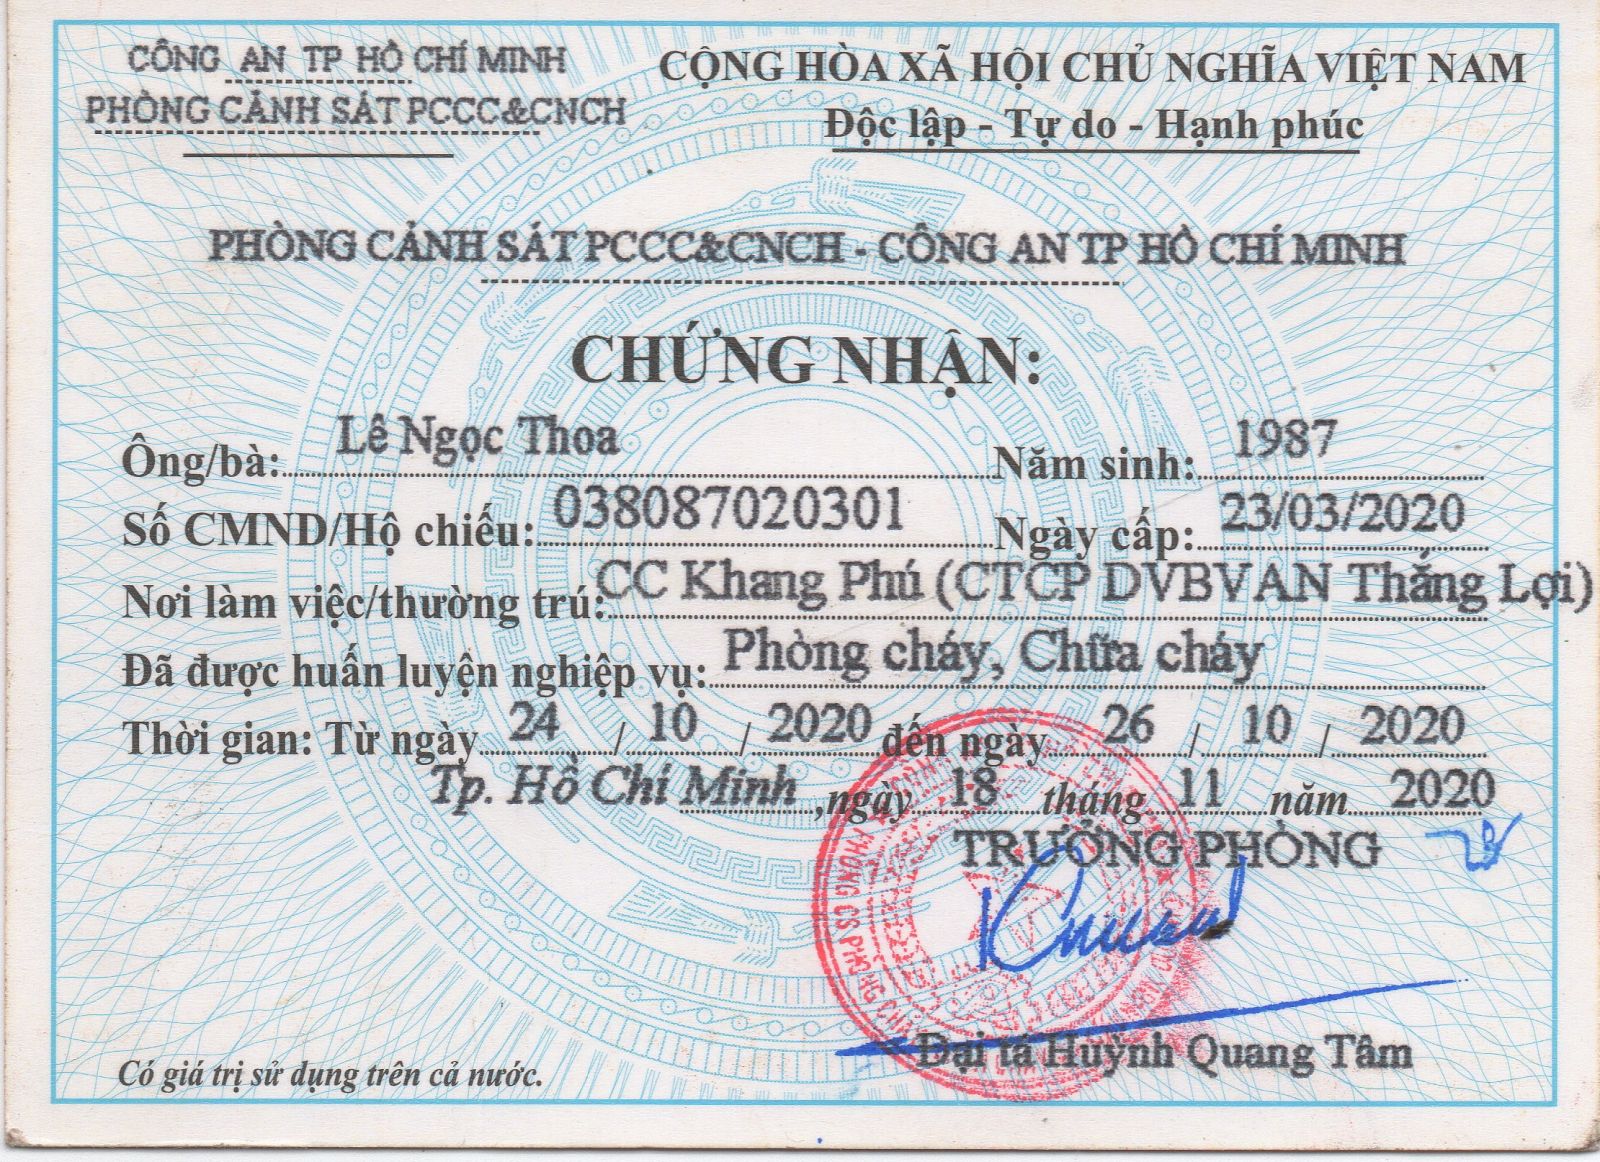 CÔNG AN TP HỒ CHÍ MINH
PHÒNG CẢNH SÁT PCCC&CNCH
CỘNG HÒA XÃ HỘI CHỦ NGHĨA VIỆT NAM
Độc lập - Tự do - Hạnh phúc
PHÒNG CẢNH SÁT PCCC&CNCH - CÔNG AN TP HỒ CHÍ MINH
CHỨNG NHẬN:
Ông/bà: Lê Ngọc Thoa Năm sinh: 1987
Số CMND/Hộ chiếu: 038087020301 Ngày cấp: 23/03/2020
Nơi làm việc/thường trú: CC Khang Phú (CTCP DVBVAN Thắng Lợi)
Đã được huấn luyện nghiệp vụ: Phòng cháy, Chữa cháy
Thời gian: Từ ngày 24 / 10 / 2020 đến ngày 26 / 10 / 2020
Tp. Hồ Chí Minh, ngày 18 tháng 11 năm 2020
TRƯỞNG PHÒNG
Đại tá Huỳnh Quang Tâm
Có giá trị sử dụng trên cả nước.